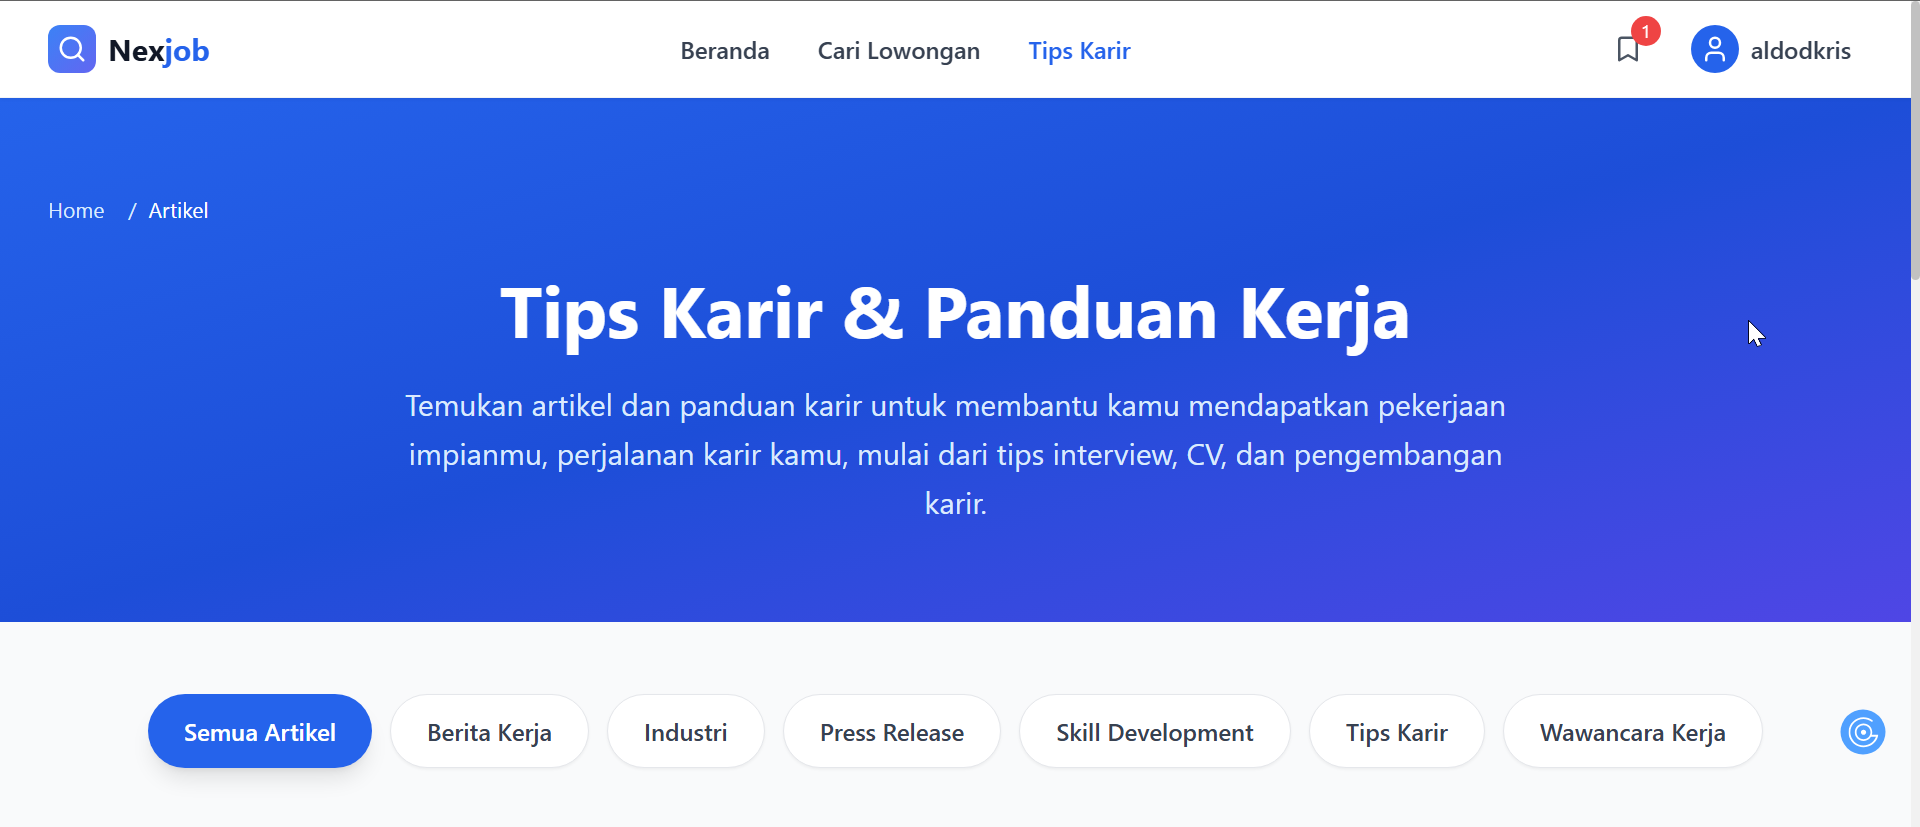 Nexjob
Beranda
Cari Lowongan
Tips Karir
1
aldodkris
Home / Artikel
Tips Karir & Panduan Kerja
Temukan artikel dan panduan karir untuk membantu kamu mendapatkan pekerjaan
impianmu, perjalanan karir kamu, mulai dari tips interview, CV, dan pengembangan
karir.
Semua Artikel
Berita Kerja
Industri
Press Release
Skill Development
Tips Karir
Wawancara Kerja